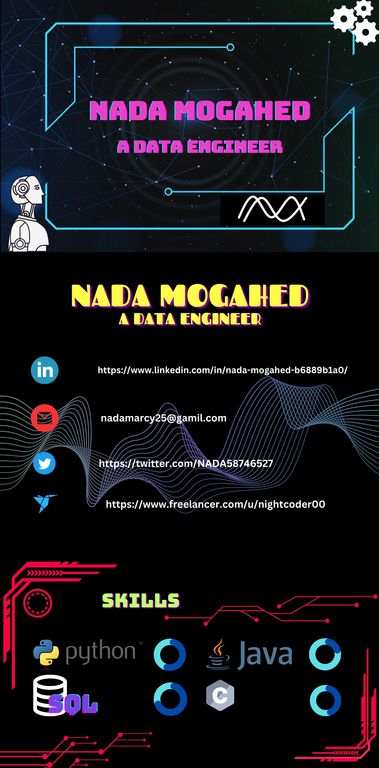 NADA MOGAHED
A DATA ENGINEER
NADA MOGAHED
A DATA ENGINEER
in
https://www.linkedin.com/in/nada-mogahed-b6889b1a0/
nadamarcy25@gamil.com
https://twitter.com/NADA58746527
https://www.freelancer.com/u/nightcoder00
SKILLS
python™
Java
SQL
C